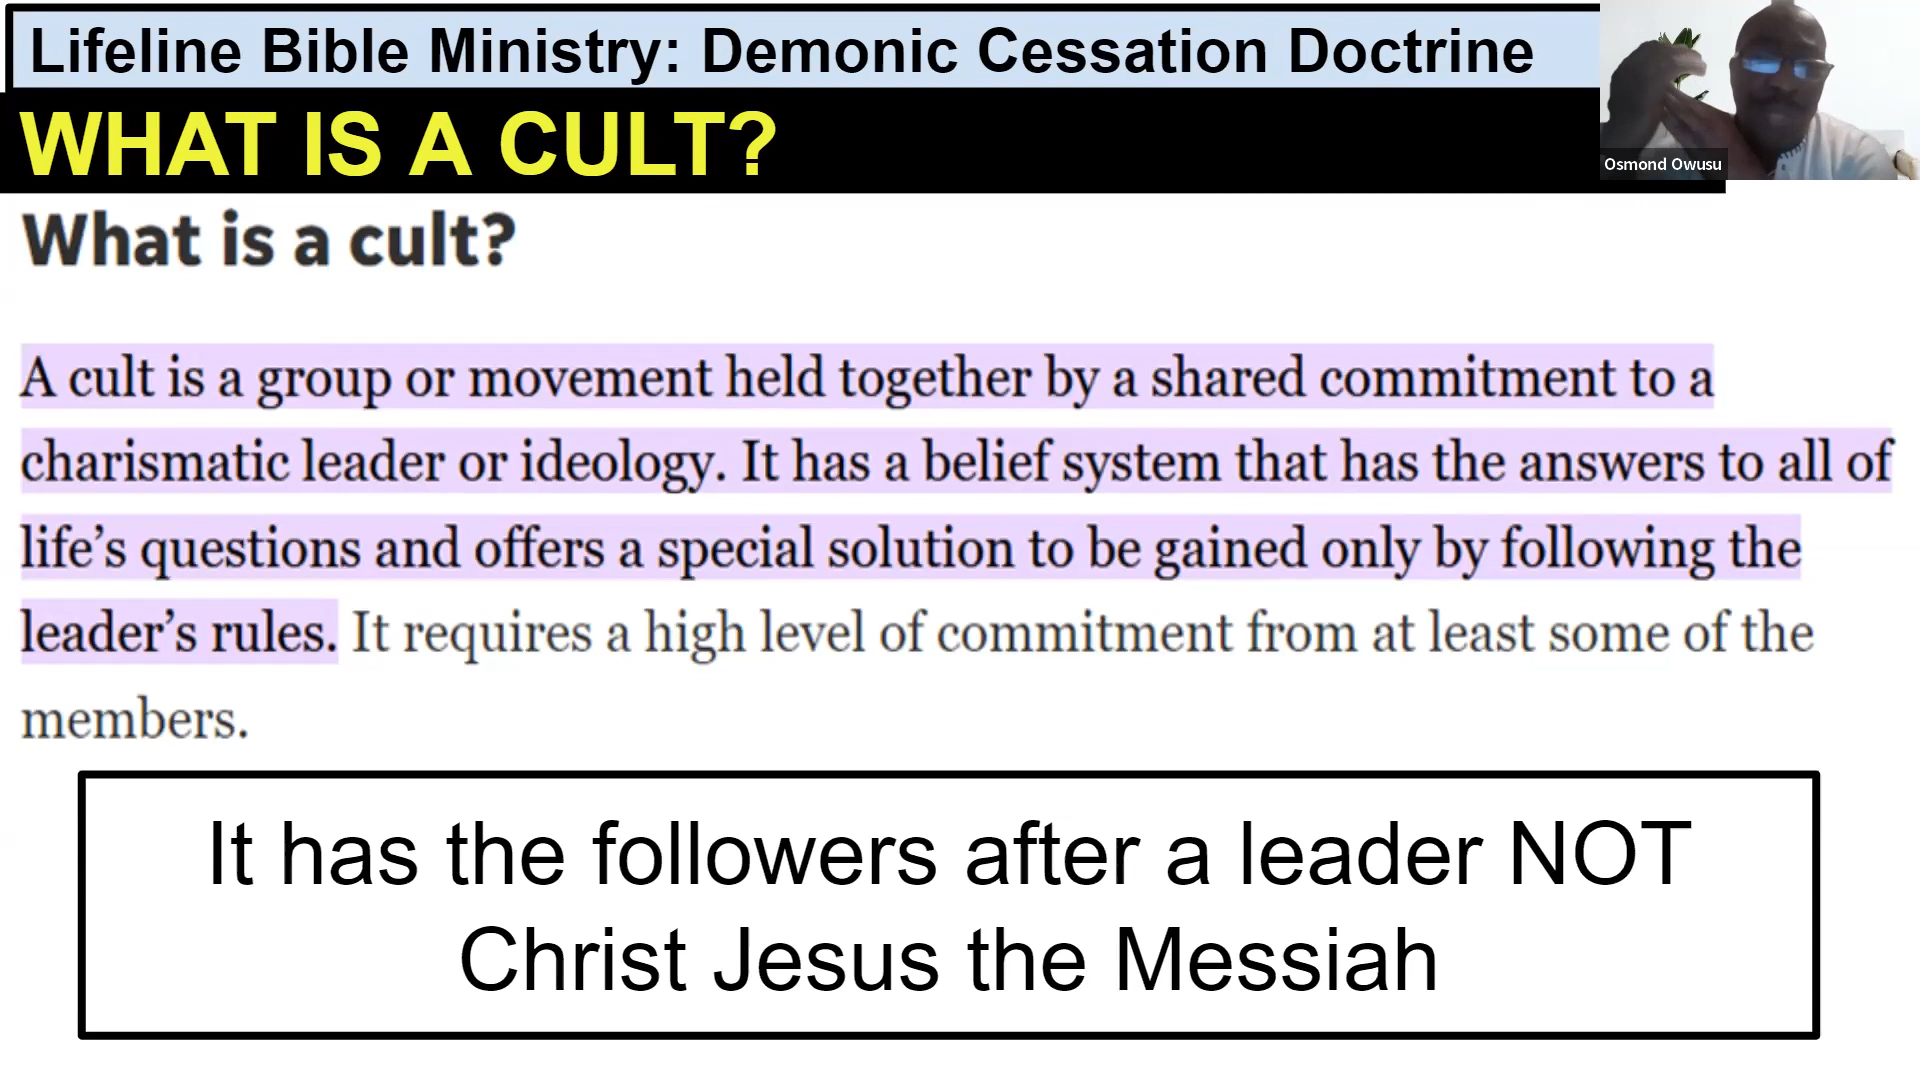 Lifeline Bible Ministry: Demonic Cessation Doctrine
WHAT IS A CULT?
Osmond Owusu
What is a cult?
A cult is a group or movement held together by a shared commitment to a
charismatic leader or ideology. It has a belief system that has the answers to all of
life’s questions and offers a special solution to be gained only by following the
leader’s rules. It requires a high level of commitment from at least some of the
members.
It has the followers after a leader NOT
Christ Jesus the Messiah